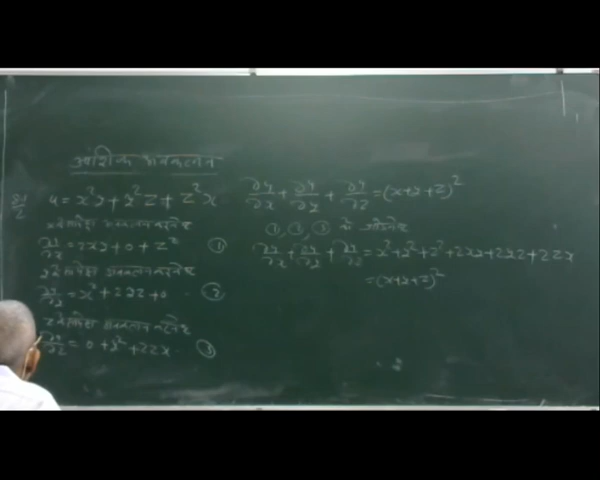 आंशिक अवकलन
u = x²y + y²z + z²x
∂u/∂x + ∂u/∂y + ∂u/∂z = (x+y+z)²
x के सापेक्ष अवकलन करने पर
∂u/∂x = 2xy + 0 + z² ①
y के सापेक्ष अवकलन करने पर
∂u/∂y = x² + 2yz + 0 ②
z के सापेक्ष अवकलन करने पर
∂u/∂z = 0 + y² + 2zx ③
①, ②, ③ को जोड़ने पर
∂u/∂x + ∂u/∂y + ∂u/∂z = x² + y² + z² + 2xy + 2yz + 2zx
= (x+y+z)²